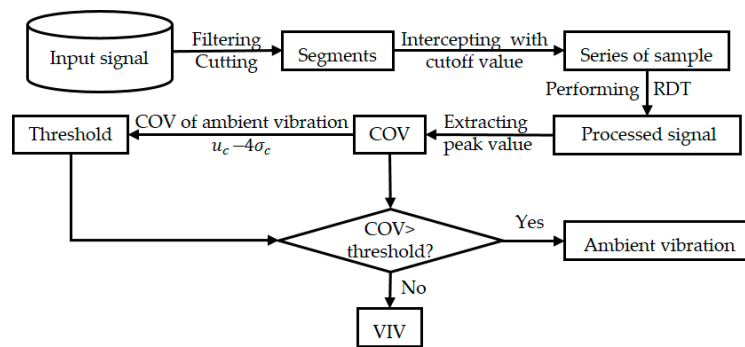 Input signal
Filtering
Cutting
Segments
Intercepting with
cutoff value
Series of sample
Performing RDT
Threshold
COV of ambient vibration
u_c−4σ_c
COV
Extracting
peak value
Processed signal
COV>
threshold?
Yes
Ambient vibration
No
VIV